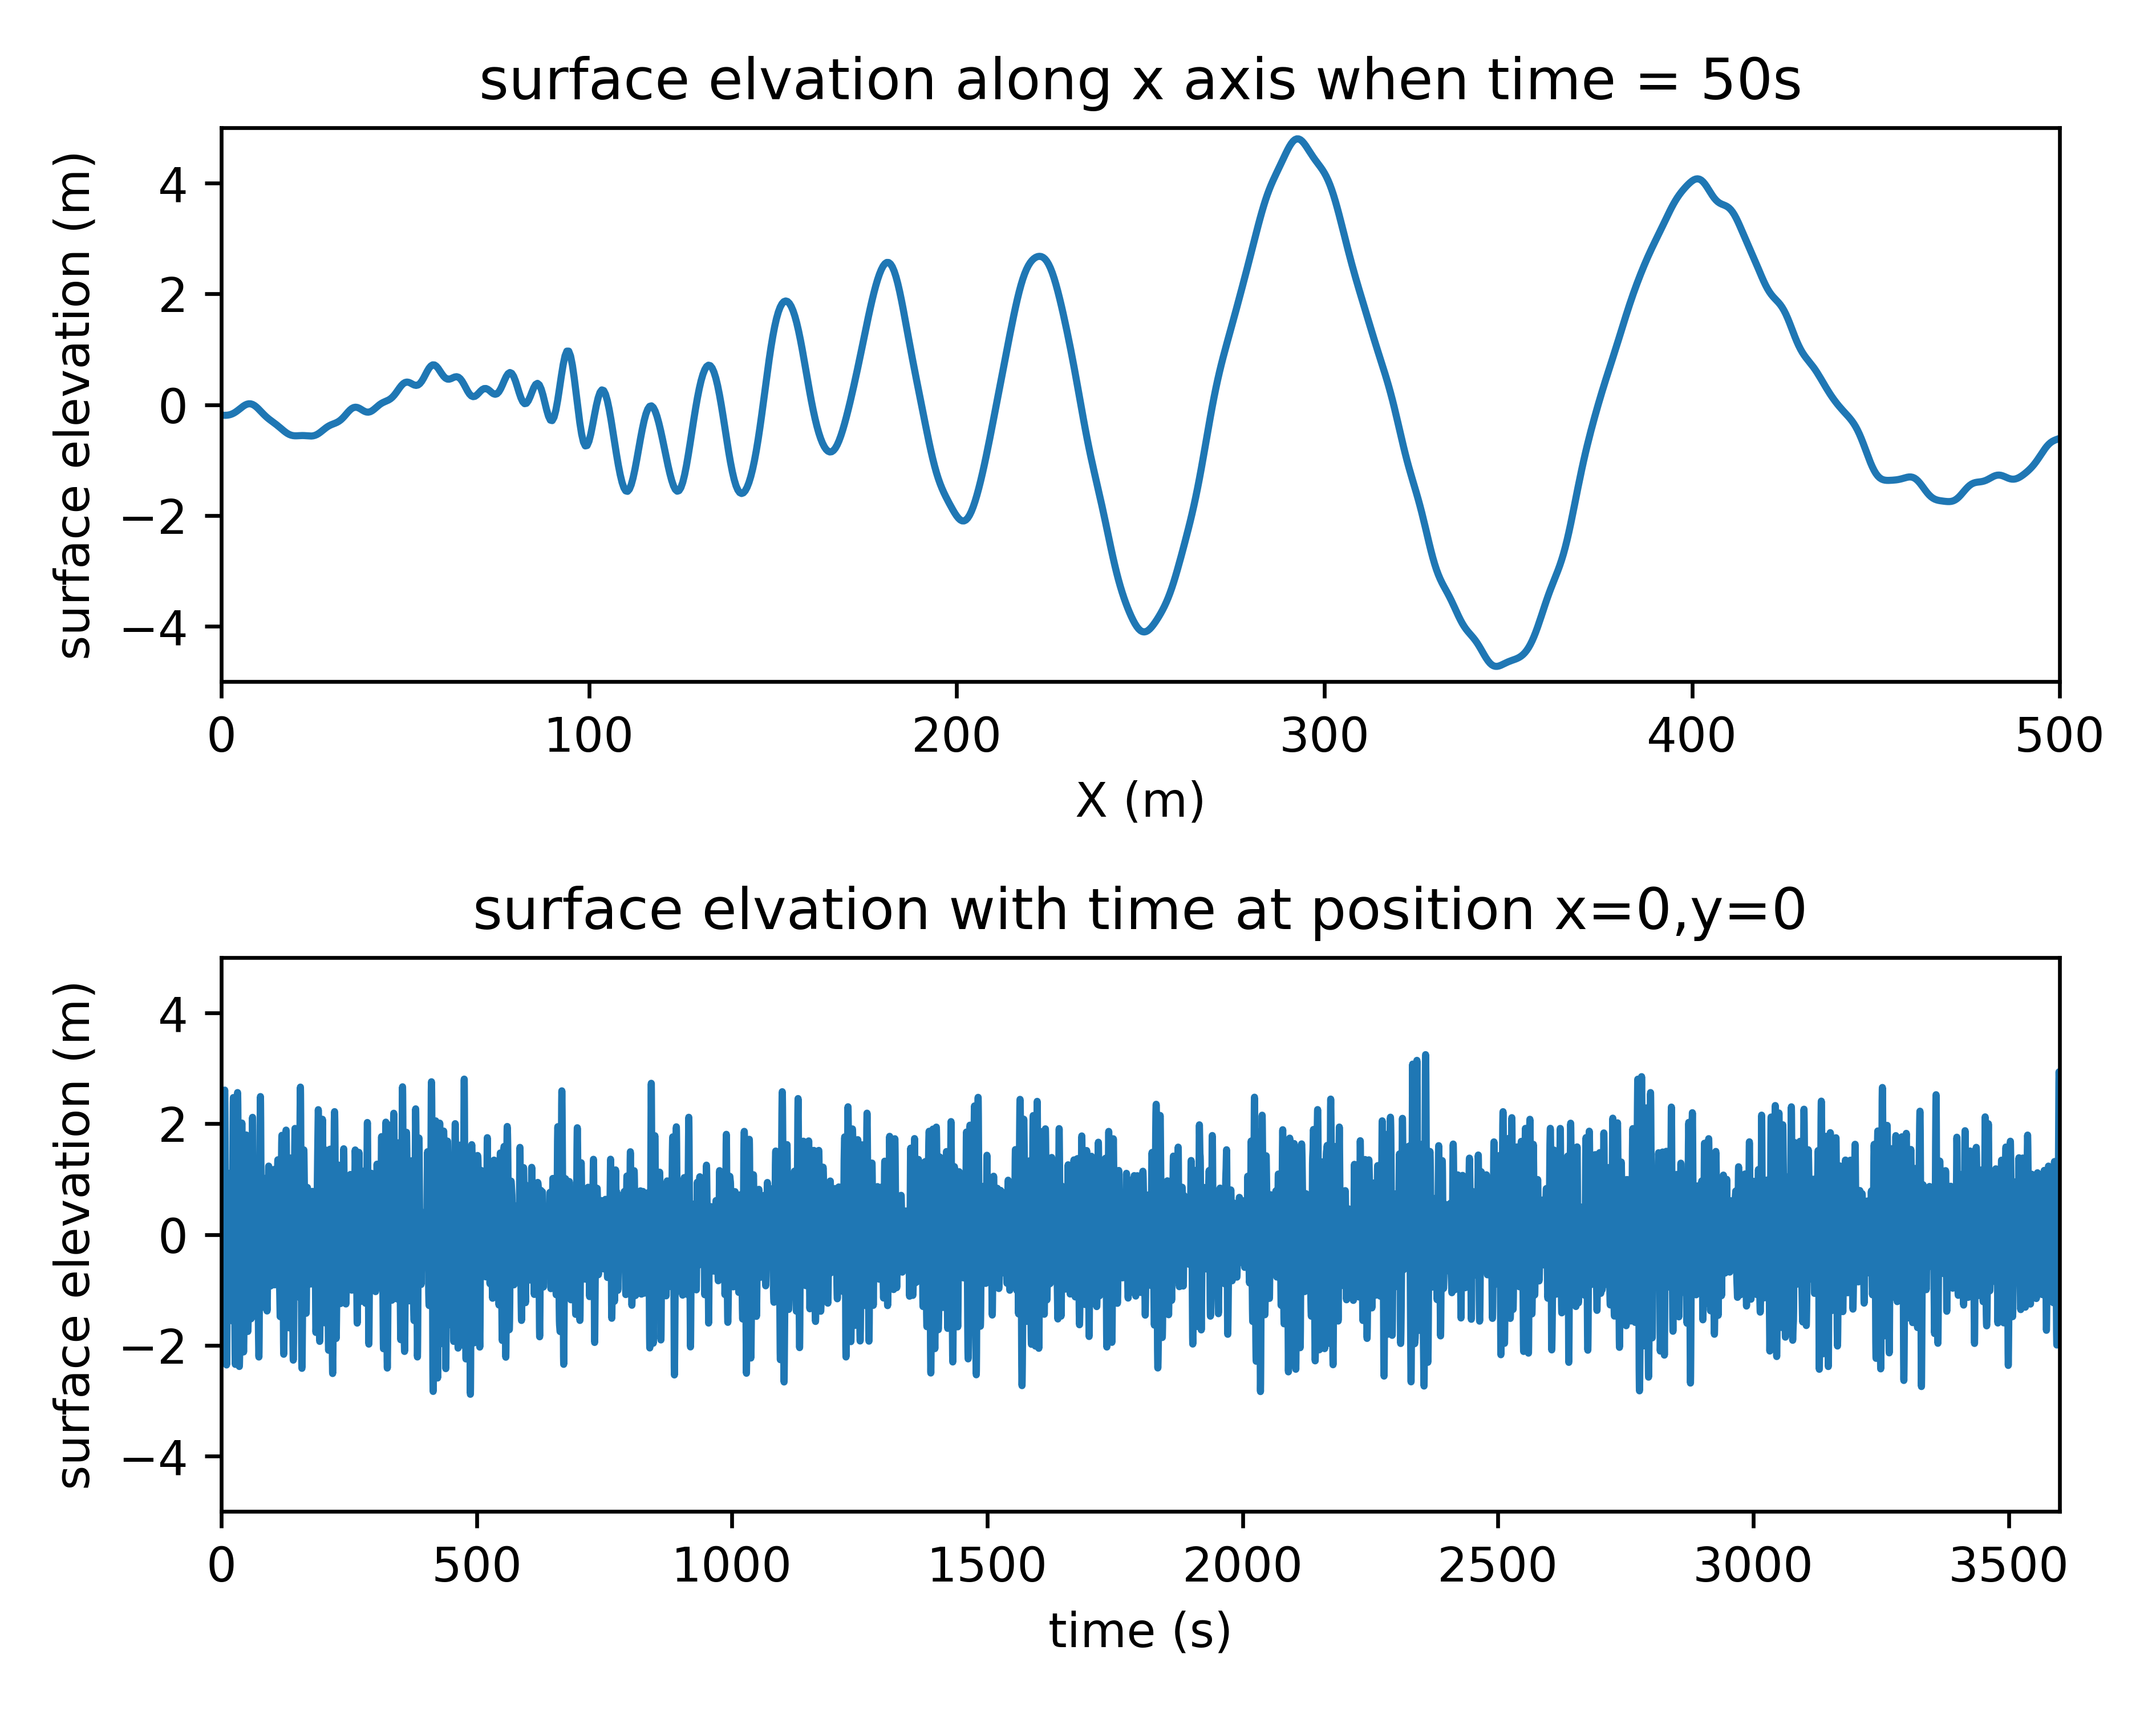 surface elvation along x axis when time = 50s
surface elevation (m)
4
2
0
−2
−4
0 100 200 300 400 500
X (m)
surface elvation with time at position x=0,y=0
surface elevation (m)
4
2
0
−2
−4
0 500 1000 1500 2000 2500 3000 3500
time (s)